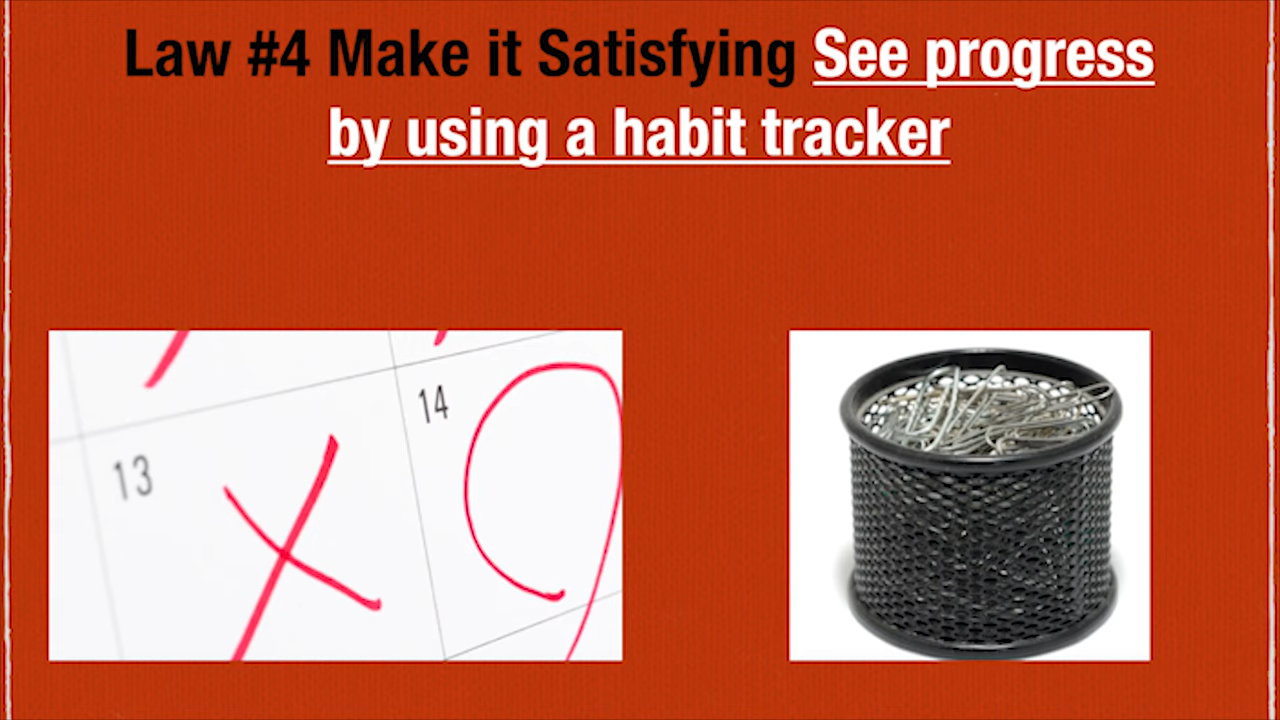 Law #4 Make it Satisfying See progress
by using a habit tracker
14
13